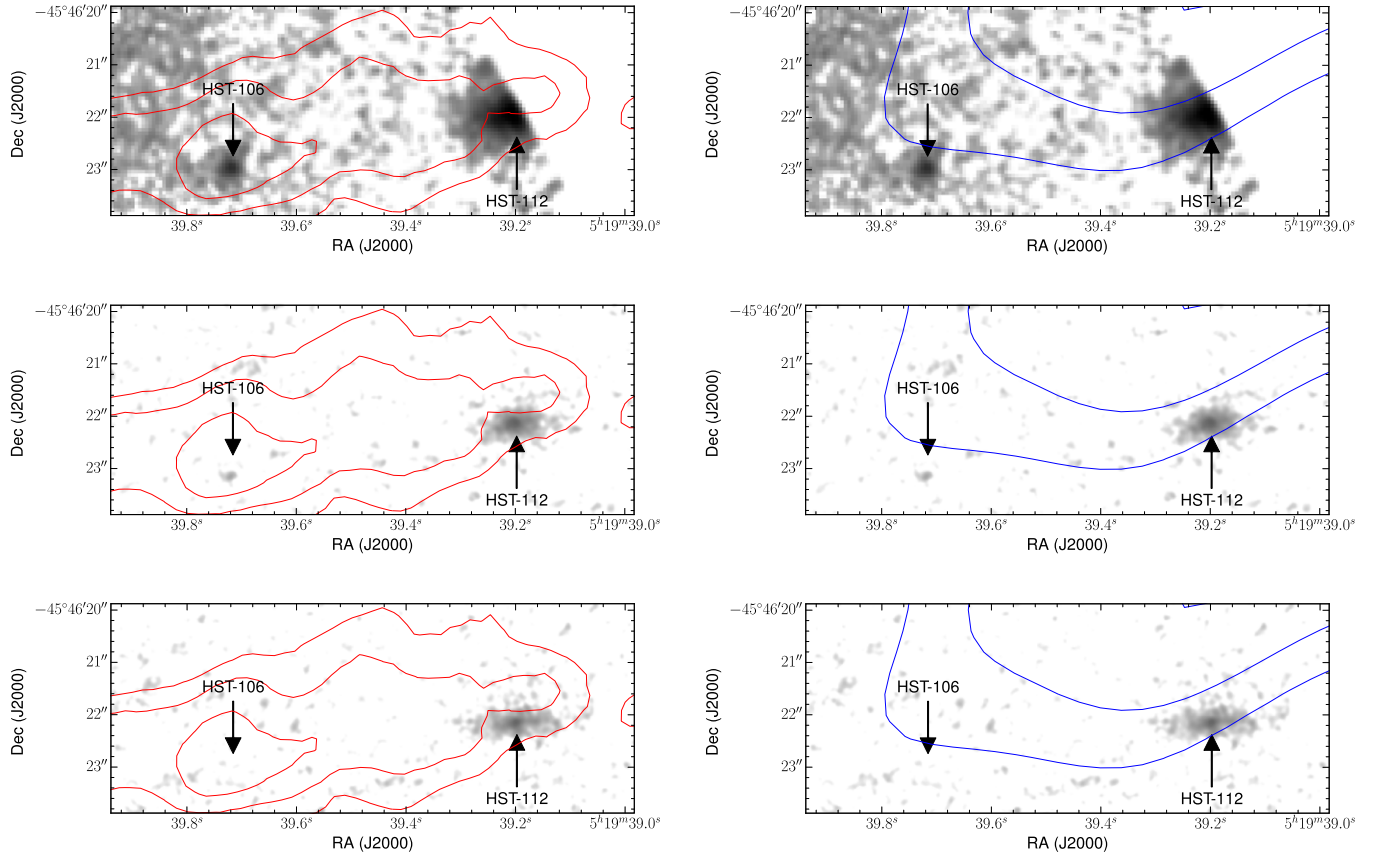 −45°46′20″
21″
22″
23″
Dec (J2000)
HST-106
HST-112
39.8ˢ 39.6ˢ 39.4ˢ 39.2ˢ 5ʰ19ᵐ39.0ˢ
RA (J2000)
−45°46′20″
21″
22″
23″
Dec (J2000)
HST-106
HST-112
39.8ˢ 39.6ˢ 39.4ˢ 39.2ˢ 5ʰ19ᵐ39.0ˢ
RA (J2000)
−45°46′20″
21″
22″
23″
Dec (J2000)
HST-106
HST-112
39.8ˢ 39.6ˢ 39.4ˢ 39.2ˢ 5ʰ19ᵐ39.0ˢ
RA (J2000)
−45°46′20″
21″
22″
23″
Dec (J2000)
HST-106
HST-112
39.8ˢ 39.6ˢ 39.4ˢ 39.2ˢ 5ʰ19ᵐ39.0ˢ
RA (J2000)
−45°46′20″
21″
22″
23″
Dec (J2000)
HST-106
HST-112
39.8ˢ 39.6ˢ 39.4ˢ 39.2ˢ 5ʰ19ᵐ39.0ˢ
RA (J2000)
−45°46′20″
21″
22″
23″
Dec (J2000)
HST-106
HST-112
39.8ˢ 39.6ˢ 39.4ˢ 39.2ˢ 5ʰ19ᵐ39.0ˢ
RA (J2000)